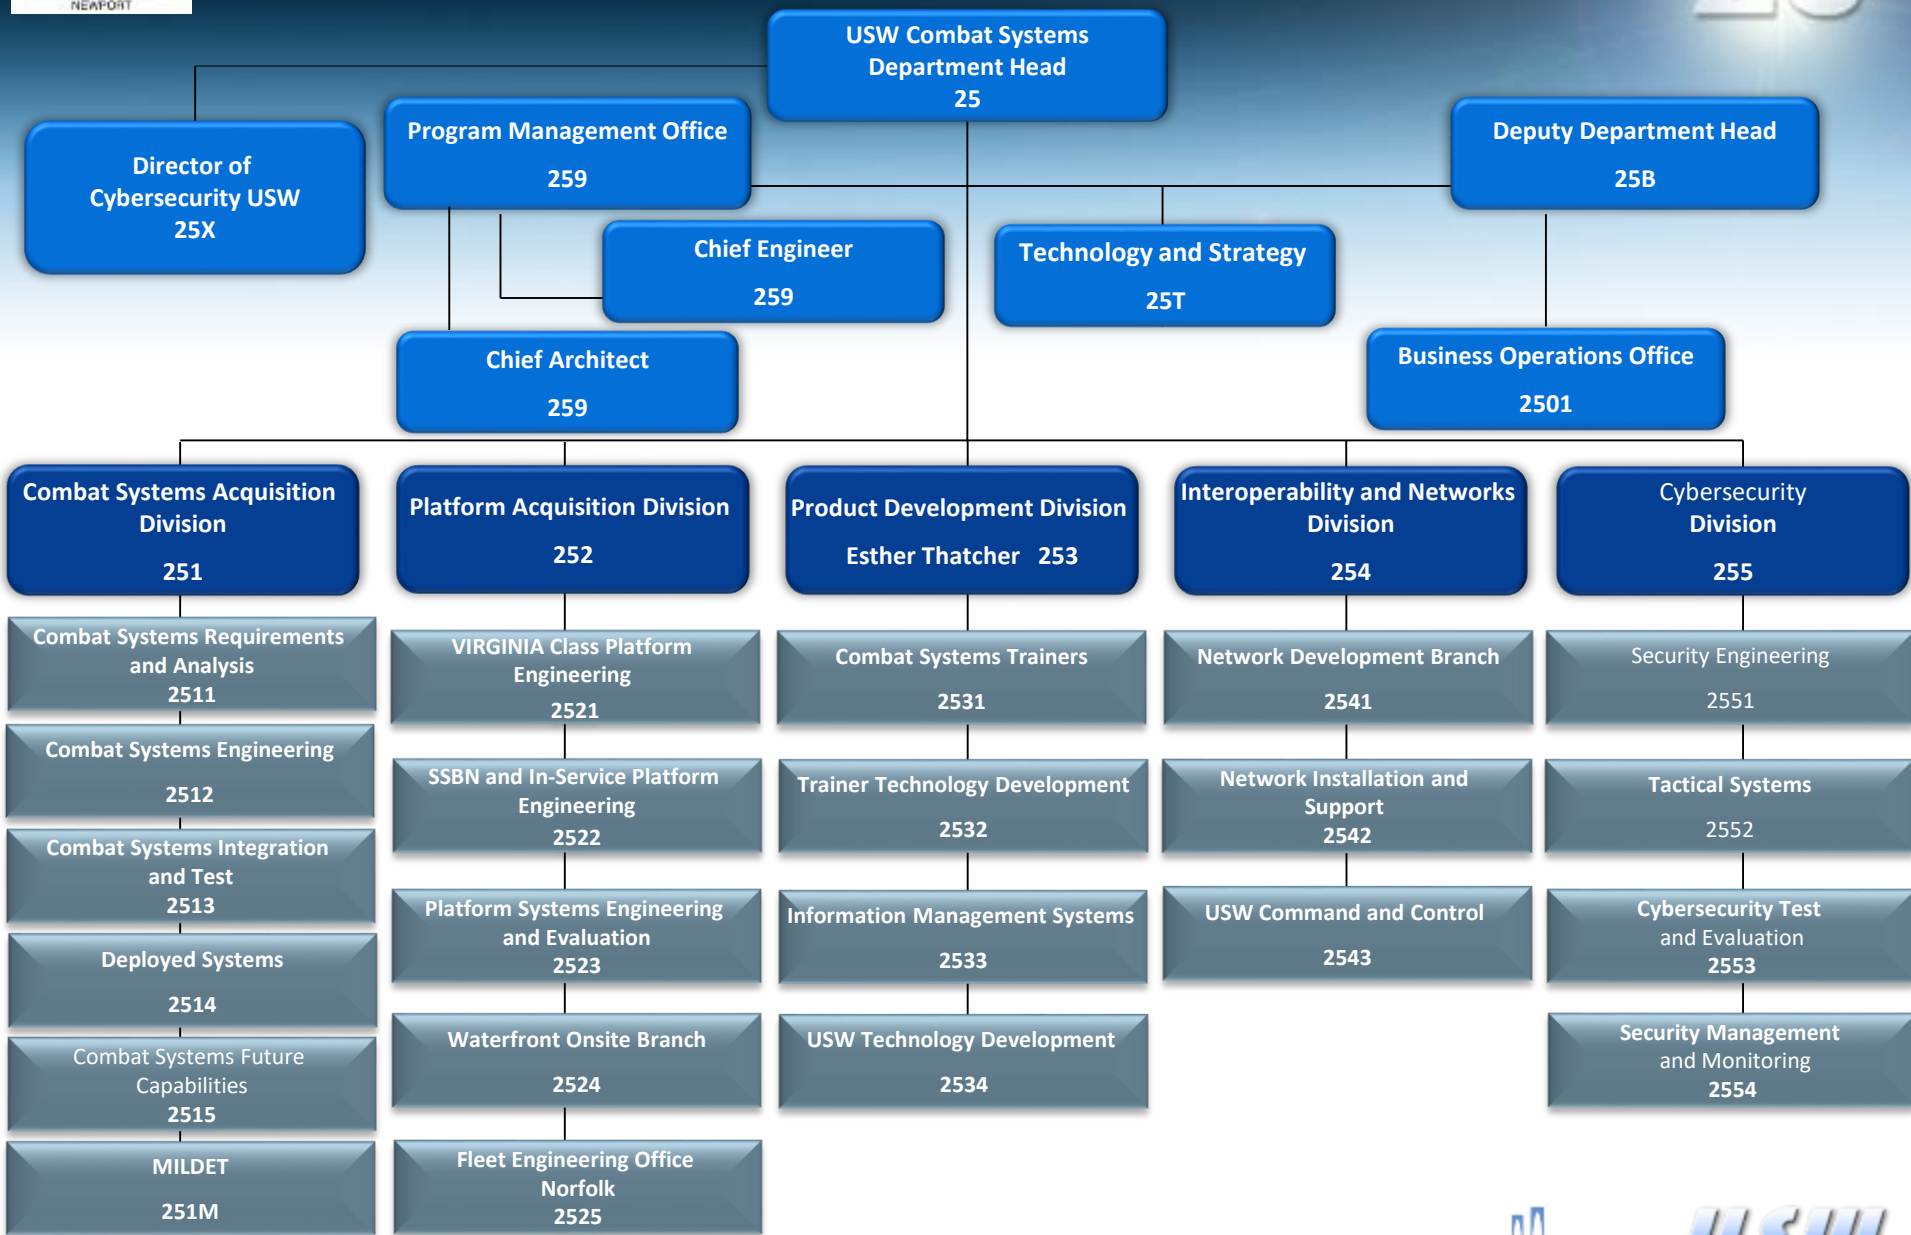 NEWPORT
USW Combat Systems
Department Head
25
Director of
Cybersecurity USW
25X
Program Management Office
259
Deputy Department Head
25B
Chief Engineer
259
Technology and Strategy
25T
Chief Architect
259
Business Operations Office
2501
Combat Systems Acquisition
Division
251
Platform Acquisition Division
252
Product Development Division
Esther Thatcher 253
Interoperability and Networks
Division
254
Cybersecurity
Division
255
Combat Systems Requirements
and Analysis
2511
Combat Systems Engineering
2512
Combat Systems Integration
and Test
2513
Deployed Systems
2514
Combat Systems Future
Capabilities
2515
MILDET
251M
VIRGINIA Class Platform
Engineering
2521
SSBN and In-Service Platform
Engineering
2522
Platform Systems Engineering
and Evaluation
2523
Waterfront Onsite Branch
2524
Fleet Engineering Office
Norfolk
2525
Combat Systems Trainers
2531
Trainer Technology Development
2532
Information Management Systems
2533
USW Technology Development
2534
Network Development Branch
2541
Network Installation and
Support
2542
USW Command and Control
2543
Security Engineering
2551
Tactical Systems
2552
Cybersecurity Test
and Evaluation
2553
Security Management
and Monitoring
2554
USW